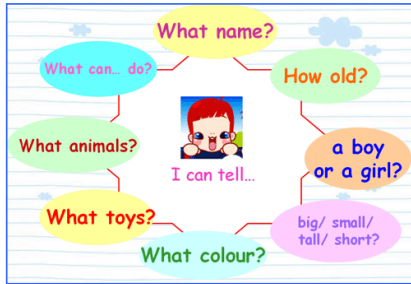 What name?
What can... do?
How old?
What animals?
a boy
or a girl?
I can tell...
What toys?
big/ small/
tall/ short?
What colour?